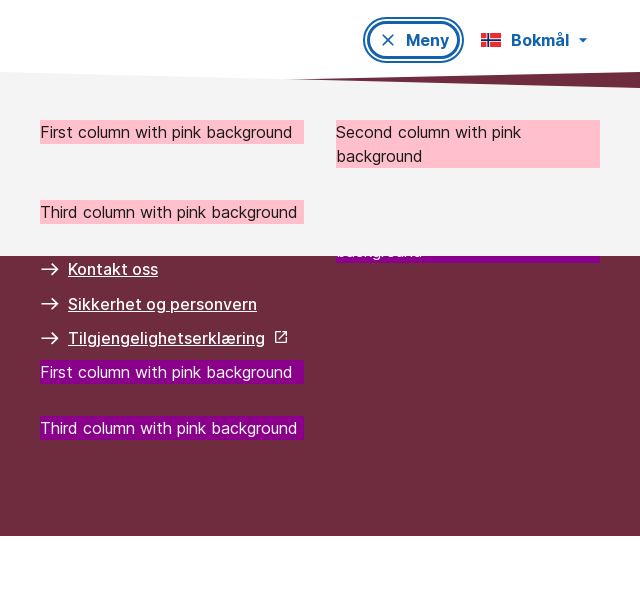 Meny
Bokmål
First column with pink background
Second column with pink
background
Third column with pink background
background
Kontakt oss
Sikkerhet og personvern
Tilgjengelighetserklæring
First column with pink background
Third column with pink background